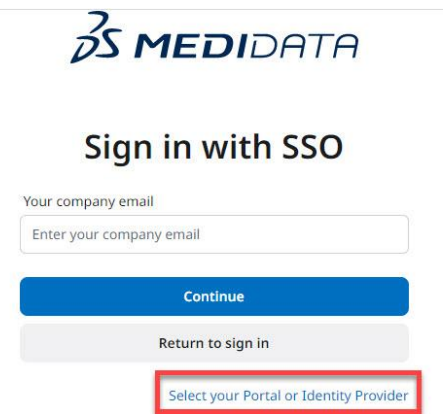 3S MEDIDATA
Sign in with SSO
Your company email
Enter your company email
Continue
Return to sign in
Select your Portal or Identity Provider